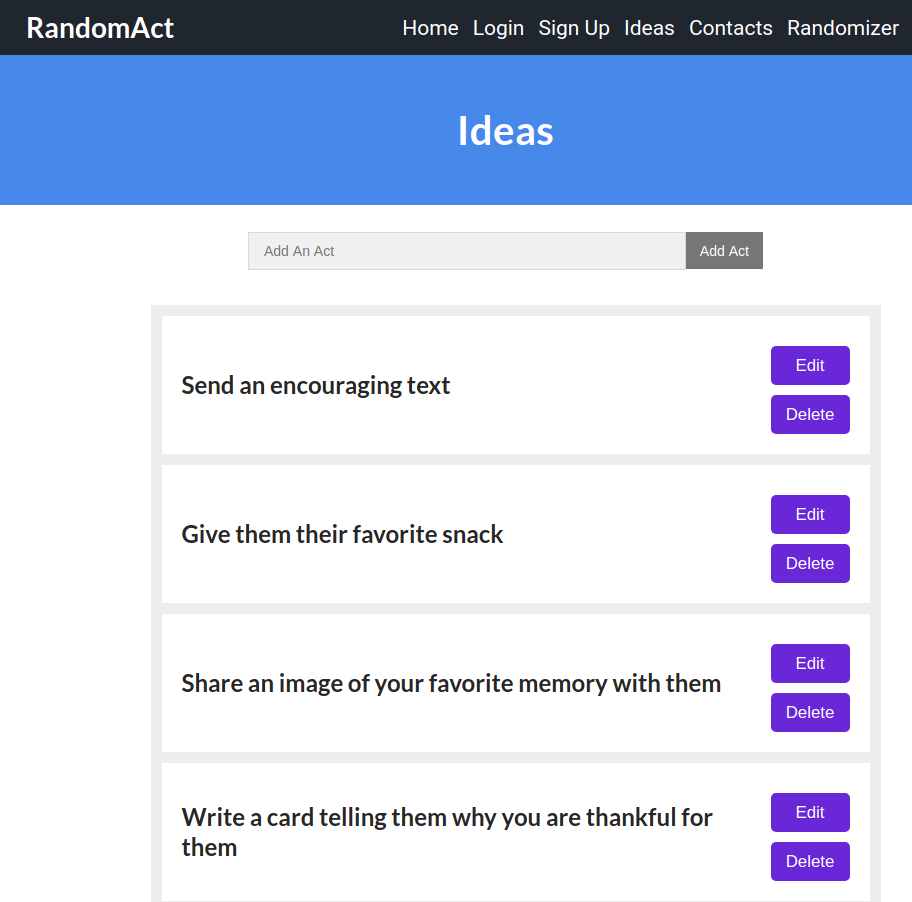 RandomAct
Home Login Sign Up Ideas Contacts Randomizer
Ideas
Add An Act
Add Act
Send an encouraging text
Edit
Delete
Give them their favorite snack
Edit
Delete
Share an image of your favorite memory with them
Edit
Delete
Write a card telling them why you are thankful for
them
Edit
Delete